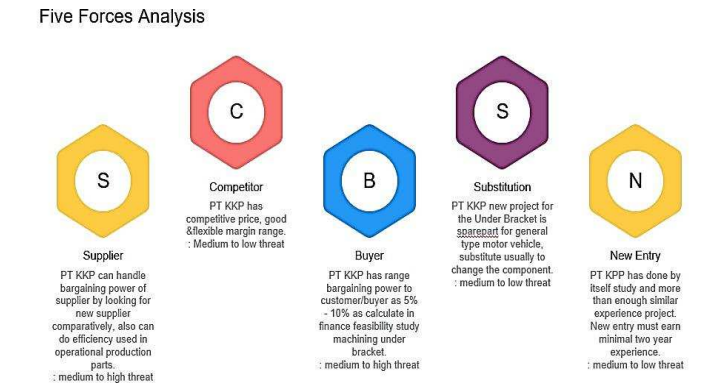 Five Forces Analysis
S
Supplier
PT KKP can handle
bargaining power of
supplier by looking for
new supplier
comparatively, also can
do efficiency used in
operational production
parts.
: medium to high threat
C
Competitor
PT KKP has
competitive price, good
&flexible margin range.
: Medium to low threat
B
Buyer
PT KKP has range
bargaining power to
customer/buyer as 5%
- 10% as calculate in
finance feasibility study
machining under
bracket.
: medium to high threat
S
Substitution
PT KKP new project for
the Under Bracket is
sparepart for general
type motor vehicle,
substitute usually to
change the component.
: medium to low threat
N
New Entry
PT KPP has done by
itself study and more
than enough similar
experience project.
New entry must earn
minimal two year
experience.
: medium to low threat